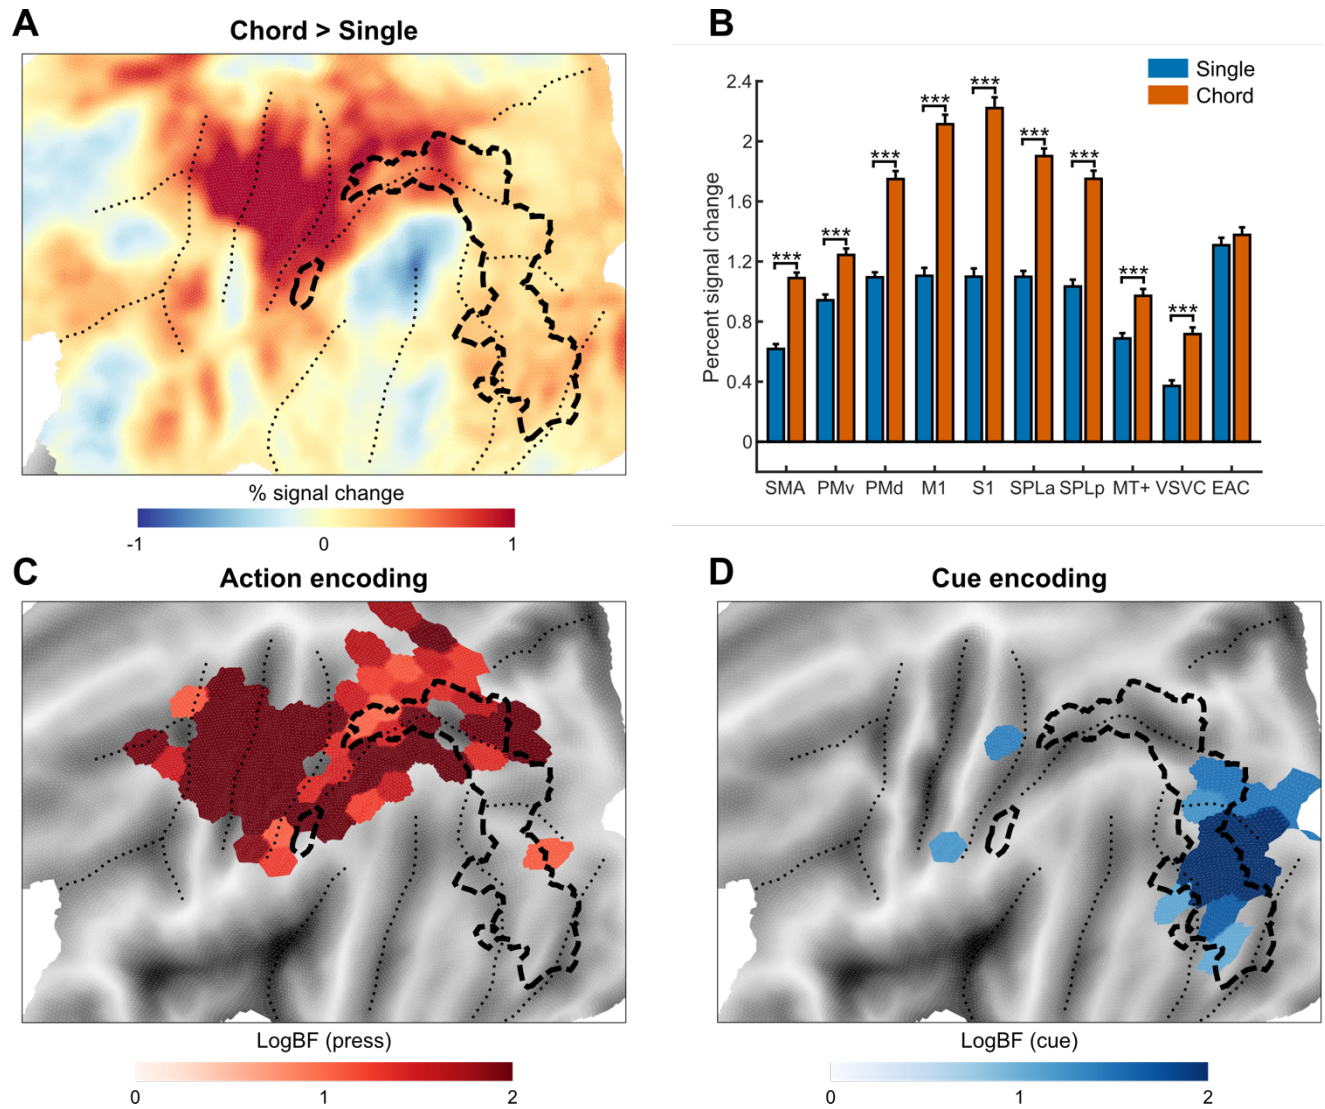 A
Chord > Single
% signal change
-1 0 1
B
Single
Chord
Percent signal change
2.4
2
1.6
1.2
0.8
0.4
0
*** *** *** *** *** *** *** *** ***
SMA PMv PMd M1 S1 SPLa SPLp MT+ VSVC EAC
C
Action encoding
LogBF (press)
0 1 2
D
Cue encoding
LogBF (cue)
0 1 2